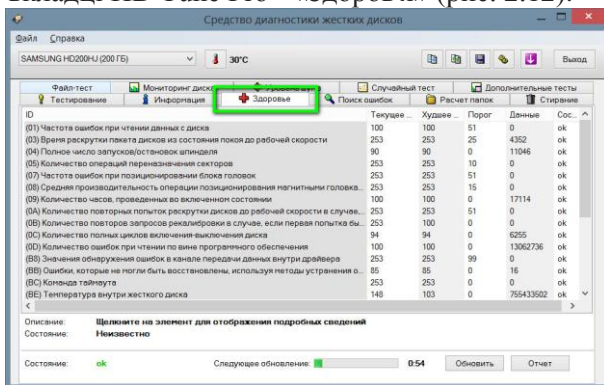 вкладці HD Tune Pro – «Здоровя» (рис. 2.12).
Средство диагностики жестких дисков
Файл Справка
SAMSUNG HD200HJ (200 ГБ) 30°C Выход
Файл-тест Мониторинг диска Случайный тест Дополнительные тесты
Тестирование Информация Здоровье Поиск ошибок Расчет папок Стирание
ID Текущее ... Худшее ... Порог Данные Сос...
(01) Частота ошибок при чтении данных с диска 100 100 51 0 ok
(03) Время раскрутки пакета дисков из состояния покоя до рабочей скорости 253 253 25 4352 ok
(04) Полное число запусков/остановок шпинделя 90 90 0 11046 ok
(05) Количество операций переназначения секторов 253 253 10 0 ok
(07) Частота ошибок при позиционировании блока головок 253 253 51 0 ok
(08) Средняя производительность операции позиционирования магнитными головка... 253 253 15 0 ok
(09) Количество часов, проведенных во включенном состоянии 100 100 0 17114 ok
(0A) Количество повторных попыток раскрутки дисков до рабочей скорости в случае,... 253 253 51 0 ok
(0B) Количество повторов запросов рекалибровки в случае, если первая попытка бы... 253 100 0 0 ok
(0C) Количество полных циклов включения-выключения диска 94 94 0 6255 ok
(0D) Количество ошибок при чтении по вине программного обеспечения 100 100 0 13062736 ok
(B8) Значения обнаружения ошибок в канале передачи данных внутри драйвера 253 253 99 0 ok
(BB) Ошибки, которые не могли быть восстановлены, используя методы устранения о... 85 85 0 16 ok
(BC) Команда таймаута 253 253 0 0 ok
(BE) Температура внутри жесткого диска 148 103 0 755433502 ok
Описание: Щелкните на элемент для отображения подробных сведений
Состояние: Неизвестно
Состояние: ok Следующее обновление: 0:54 Обновить Отчет